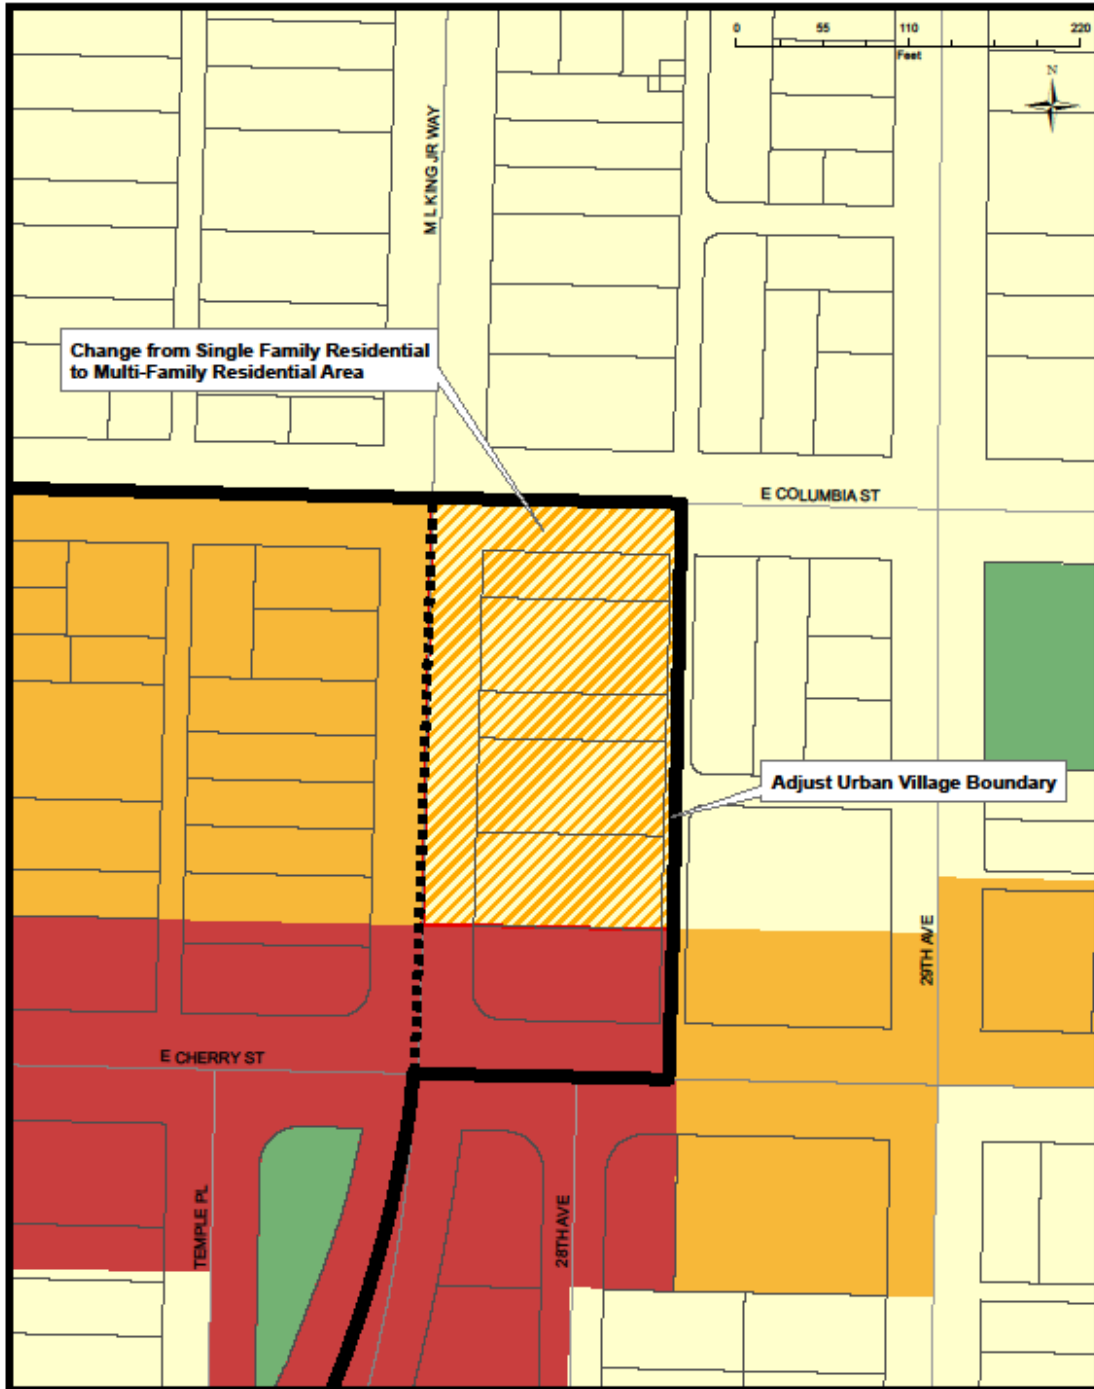 0 55 110 220
Feet
N
M L KING JR WAY
Change from Single Family Residential
to Multi-Family Residential Area
E COLUMBIA ST
Adjust Urban Village Boundary
29TH AVE
E CHERRY ST
TEMPLE PL
28TH AVE